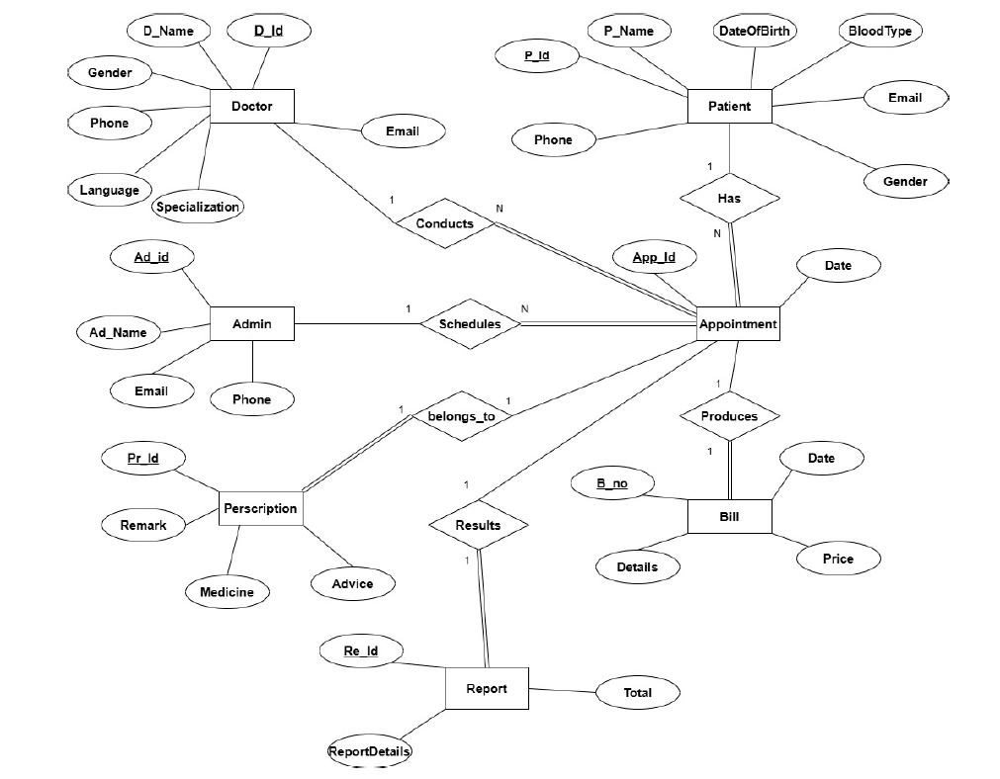 D_Name
D_Id
P_Name
DateOfBirth
BloodType
P_Id
Gender
Doctor
Patient
Email
Phone
Email
Phone
Language
Specialization
Gender
1
Has
N
1
Conducts
N
Ad_id
App_Id
Date
Ad_Name
Admin
1
Schedules
N
Appointment
Email
Phone
1
belongs_to
1
1
Produces
1
Pr_Id
Date
B_no
Remark
Perscription
1
Results
1
Bill
Medicine
Advice
Details
Price
Re_Id
Report
Total
ReportDetails